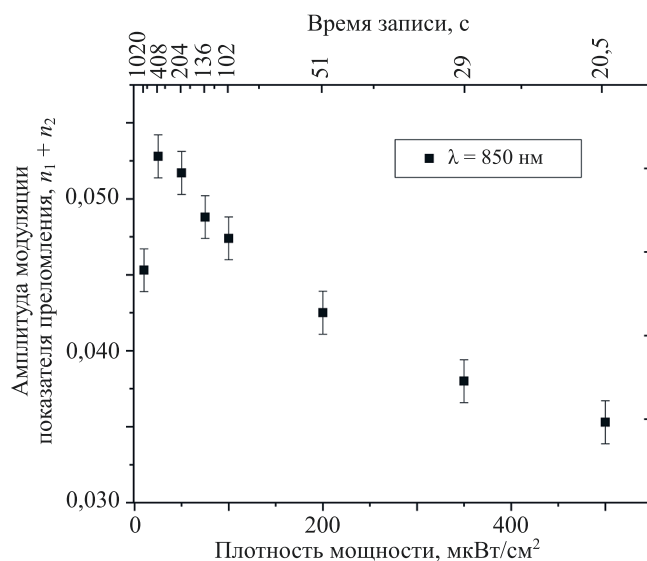 Время записи, с
1020
408
204
136
102
51
29
20,5
Амплитуда модуляции
показателя преломления, n₁ + n₂
λ = 850 нм
0,050
0,040
0,030
0
200
400
Плотность мощности, мкВт/см²